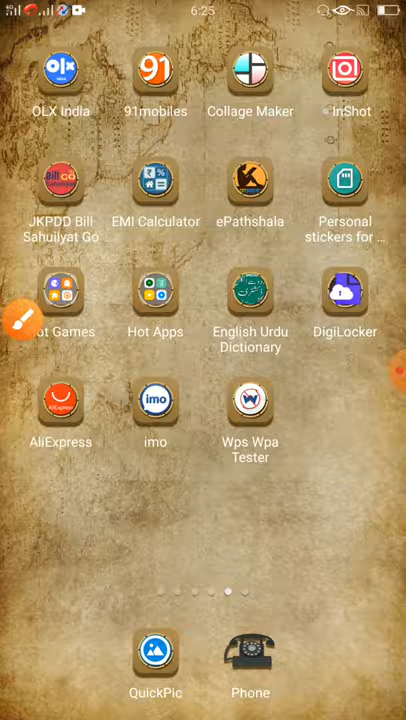 6:25
OLX India
91mobiles
Collage Maker
InShot
JKPDD Bill
Sahuilyat Go
EMI Calculator
ePathshala
Personal
stickers for ...
Hot Games
Hot Apps
English Urdu
Dictionary
DigiLocker
AliExpress
imo
Wps Wpa
Tester
QuickPic
Phone